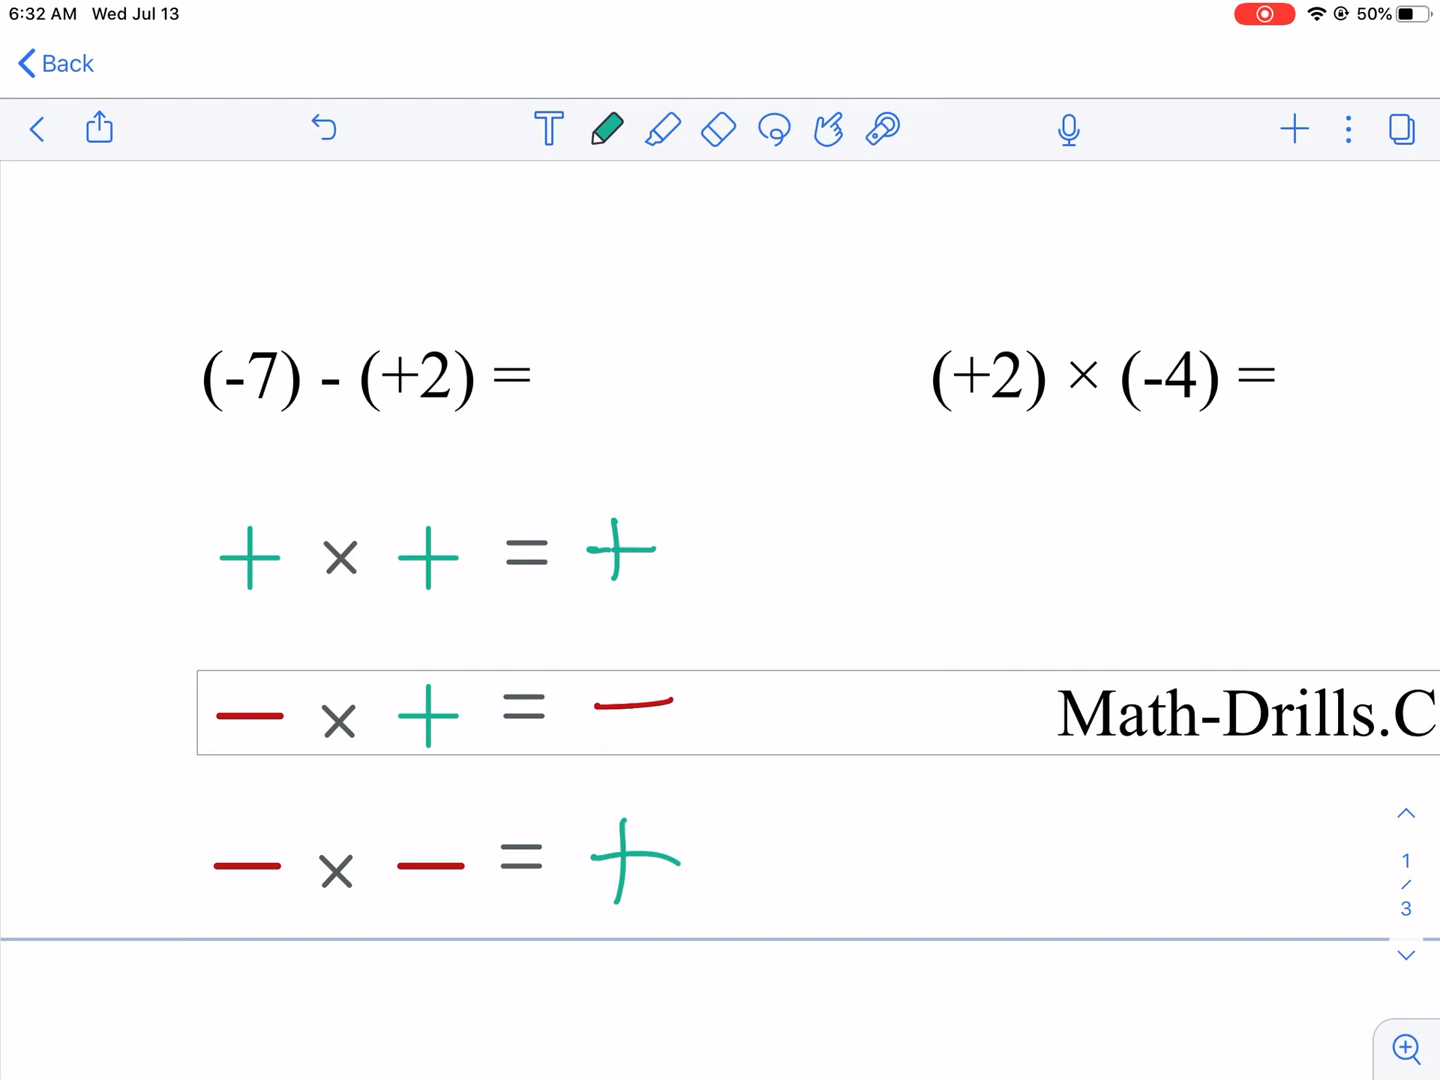 6:32 AM Wed Jul 13 50%
Back
(-7) - (+2) = (+2) × (-4) =
+ × + = +
− × + = − Math-Drills.C
− × − = +
1
/
3